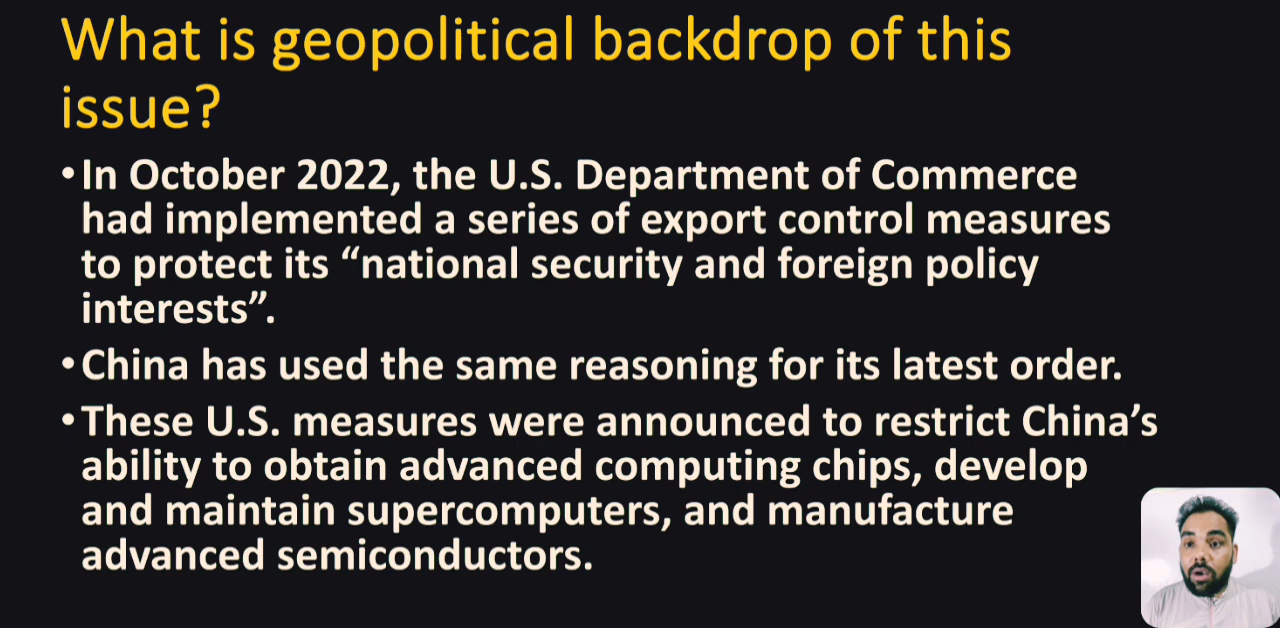 What is geopolitical backdrop of this
issue?
•In October 2022, the U.S. Department of Commerce
had implemented a series of export control measures
to protect its “national security and foreign policy
interests”.
•China has used the same reasoning for its latest order.
•These U.S. measures were announced to restrict China’s
ability to obtain advanced computing chips, develop
and maintain supercomputers, and manufacture
advanced semiconductors.